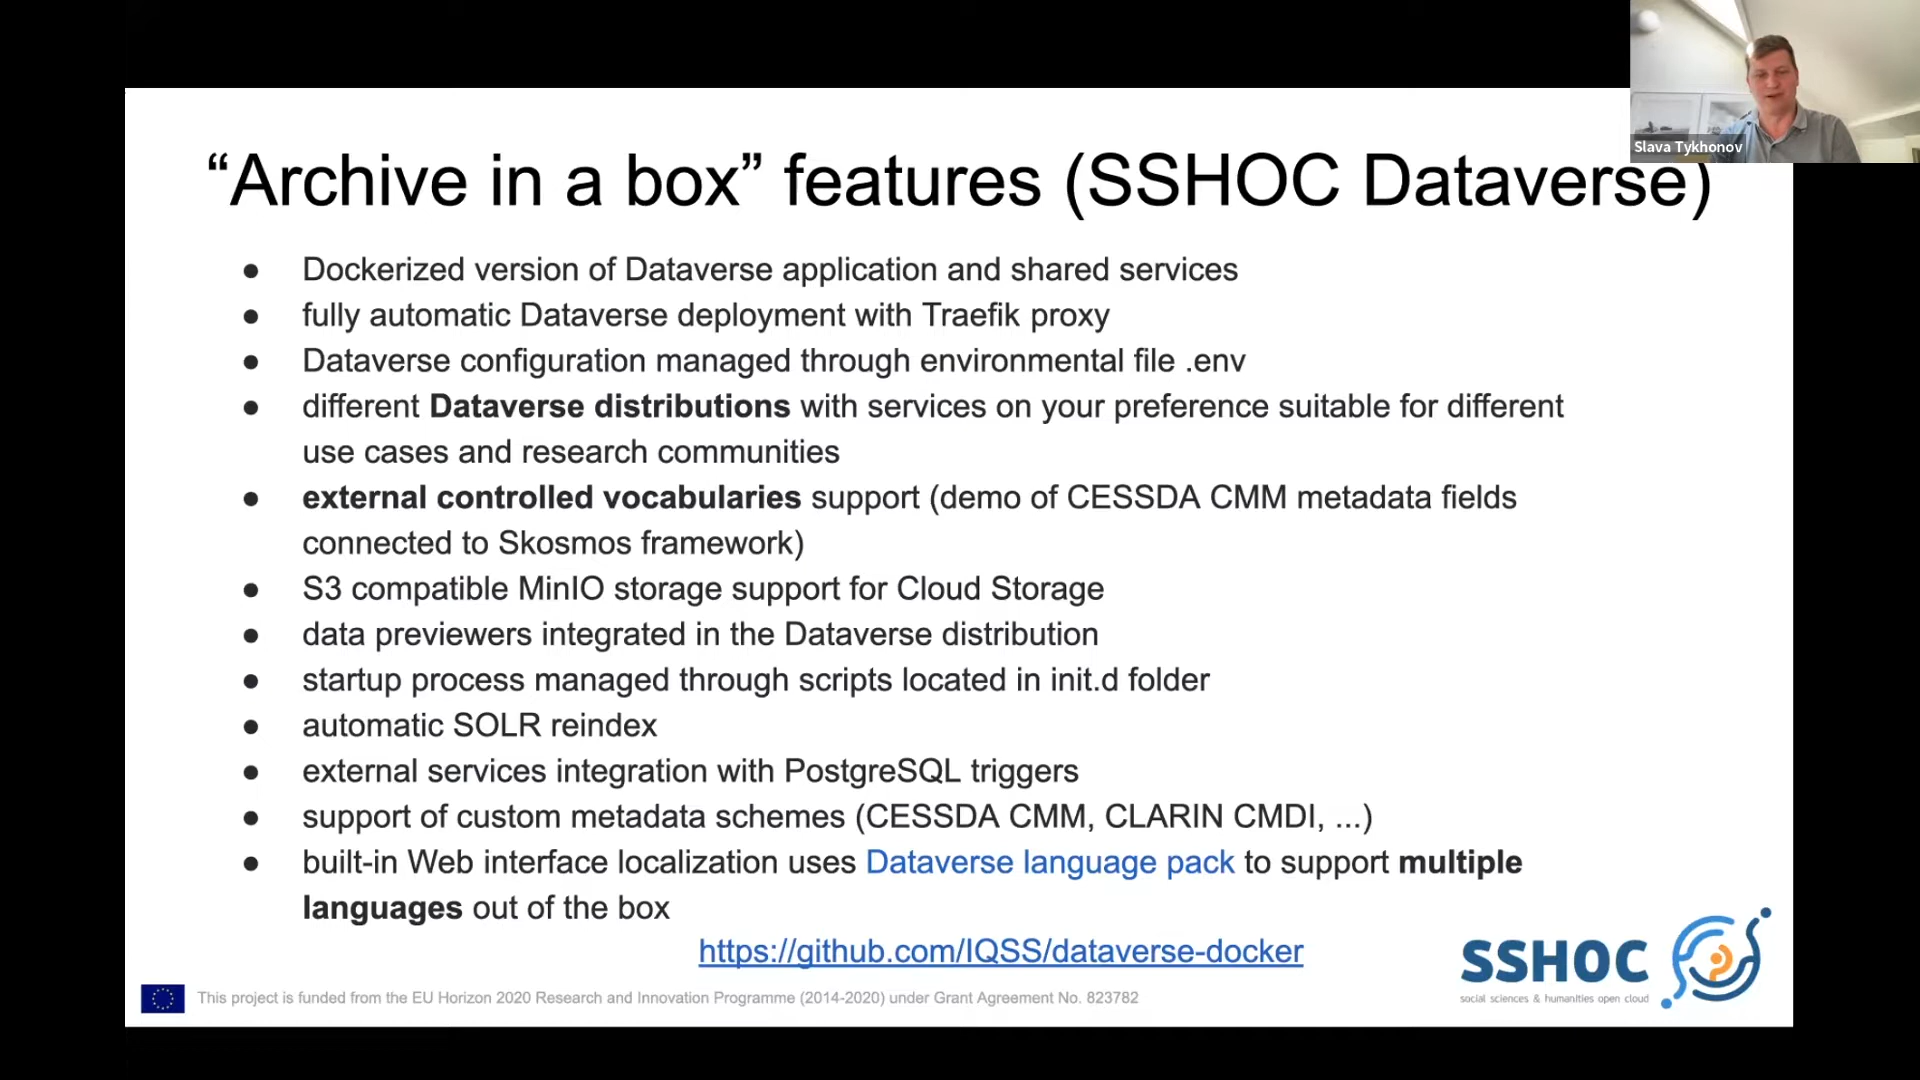 Slava Tykhonov
“Archive in a box” features (SSHOC Dataverse)
● Dockerized version of Dataverse application and shared services
● fully automatic Dataverse deployment with Traefik proxy
● Dataverse configuration managed through environmental file .env
● different Dataverse distributions with services on your preference suitable for different
use cases and research communities
● external controlled vocabularies support (demo of CESSDA CMM metadata fields
connected to Skosmos framework)
● S3 compatible MinIO storage support for Cloud Storage
● data previewers integrated in the Dataverse distribution
● startup process managed through scripts located in init.d folder
● automatic SOLR reindex
● external services integration with PostgreSQL triggers
● support of custom metadata schemes (CESSDA CMM, CLARIN CMDI, ...)
● built-in Web interface localization uses Dataverse language pack to support multiple
languages out of the box
https://github.com/IQSS/dataverse-docker
SSHOC
social sciences & humanities open cloud
This project is funded from the EU Horizon 2020 Research and Innovation Programme (2014-2020) under Grant Agreement No. 823782